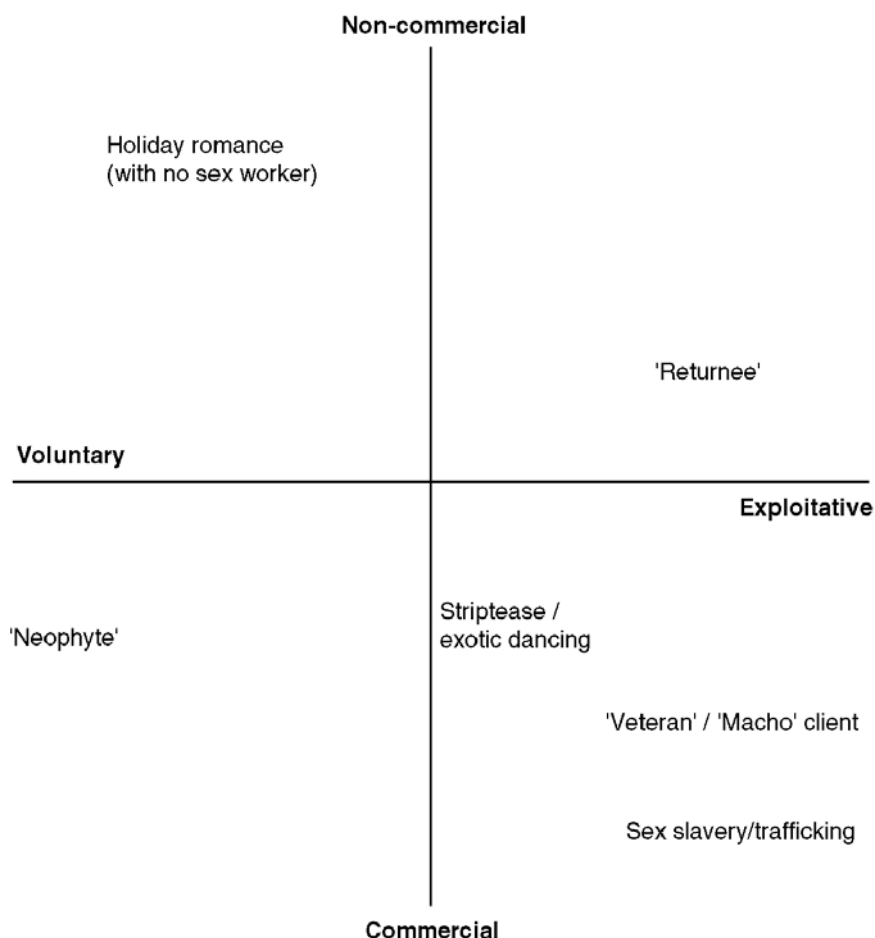 Non-commercial
Holiday romance
(with no sex worker)
'Returnee'
Voluntary
Exploitative
Striptease /
exotic dancing
'Neophyte'
'Veteran' / 'Macho' client
Sex slavery/trafficking
Commercial